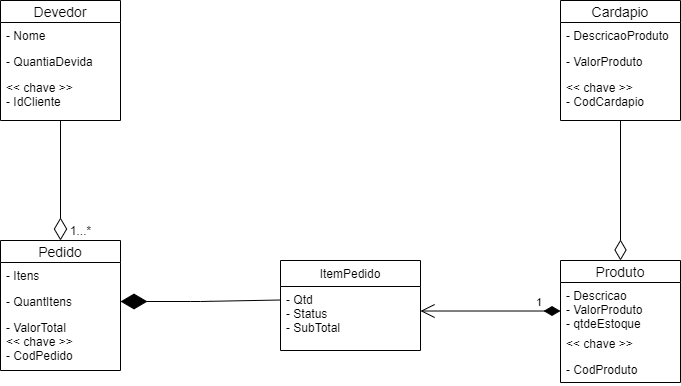 Devedor
- Nome
- QuantiaDevida
<< chave >>
- IdCliente
Cardapio
- DescricaoProduto
- ValorProduto
<< chave >>
- CodCardapio
1...*
Pedido
- Itens
- QuantItens
- ValorTotal
<< chave >>
- CodPedido
ItemPedido
- Qtd
- Status
- SubTotal
1
Produto
- Descricao
- ValorProduto
- qtdeEstoque
<< chave >>
- CodProduto